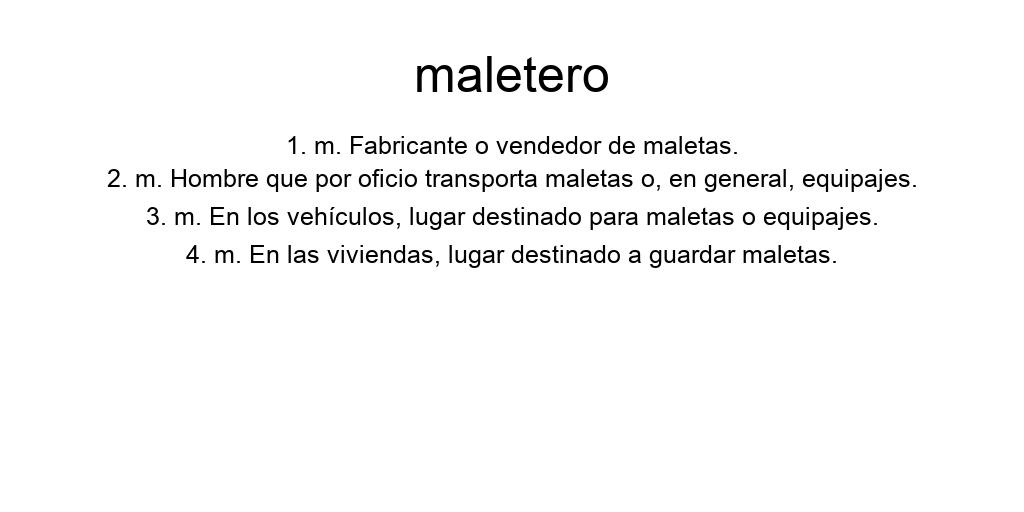 maletero
1. m. Fabricante o vendedor de maletas.
2. m. Hombre que por oficio transporta maletas o, en general, equipajes.
3. m. En los vehículos, lugar destinado para maletas o equipajes.
4. m. En las viviendas, lugar destinado a guardar maletas.